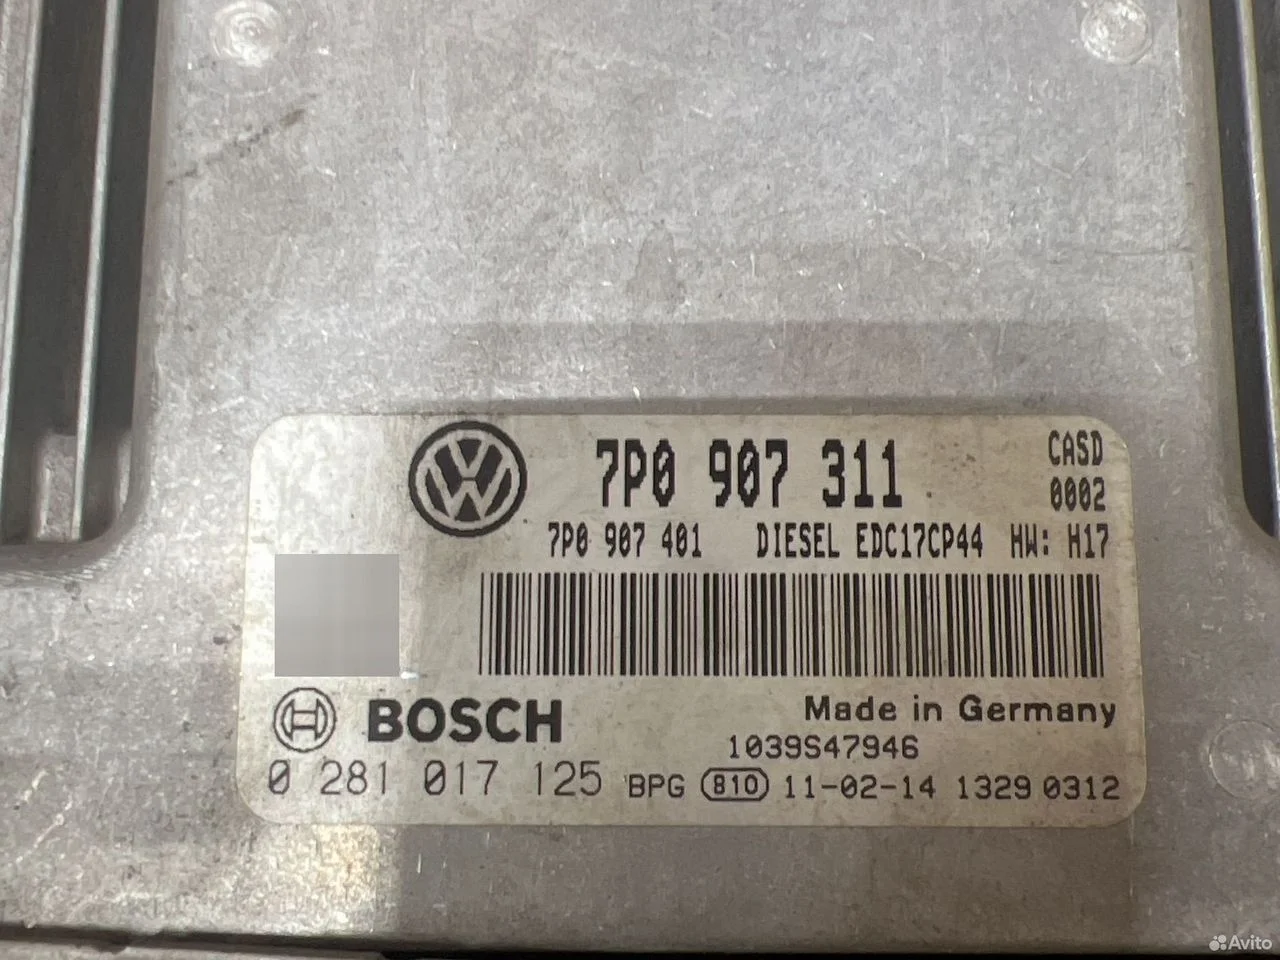 7P0 907 311
CASD
0002
7P0 907 401 DIESEL EDC17CP44 HW: H17
BOSCH
Made in Germany
1039S47946
0 281 017 125 BPG 810 11-02-14 1329 0312
Avito